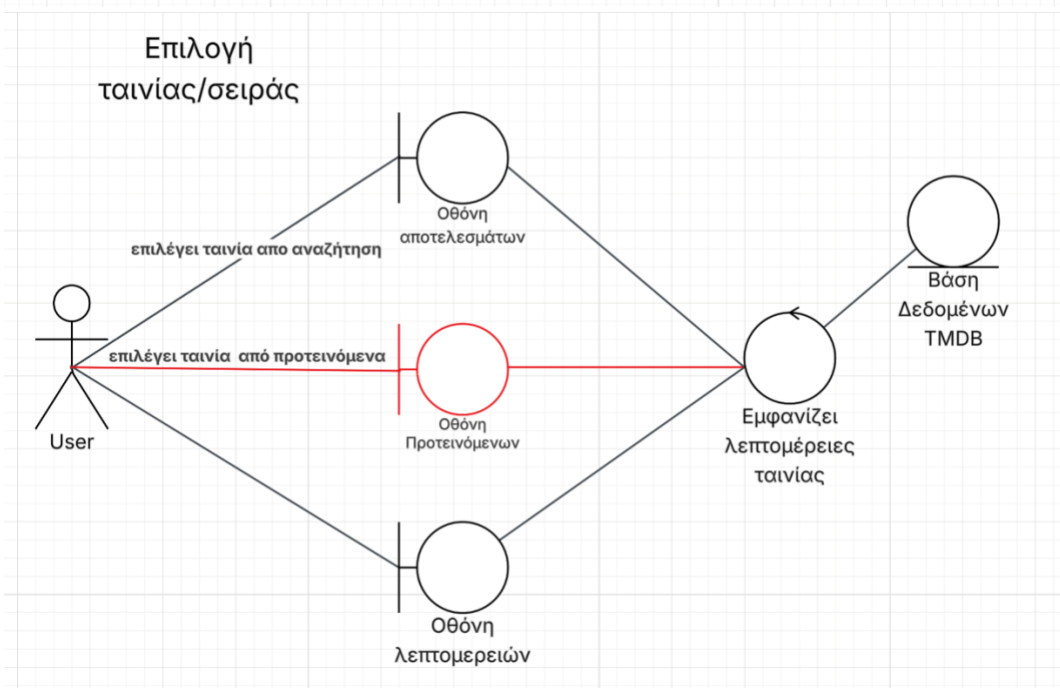 Επιλογή
ταινίας/σειράς
Οθόνη
αποτελεσμάτων
επιλέγει ταινία απο αναζήτηση
Βάση
Δεδομένων
TMDB
επιλέγει ταινία από προτεινόμενα
User
Οθόνη
Προτεινόμενων
Εμφανίζει
λεπτομέρειες
ταινίας
Οθόνη
λεπτομερειών